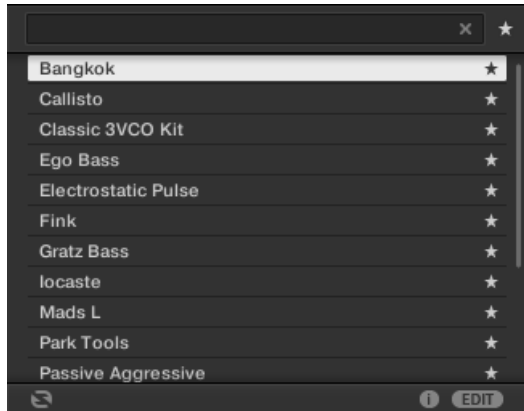 Bangkok
Callisto
Classic 3VCO Kit
Ego Bass
Electrostatic Pulse
Fink
Gratz Bass
Iocaste
Mads L
Park Tools
Passive Aggressive
EDIT